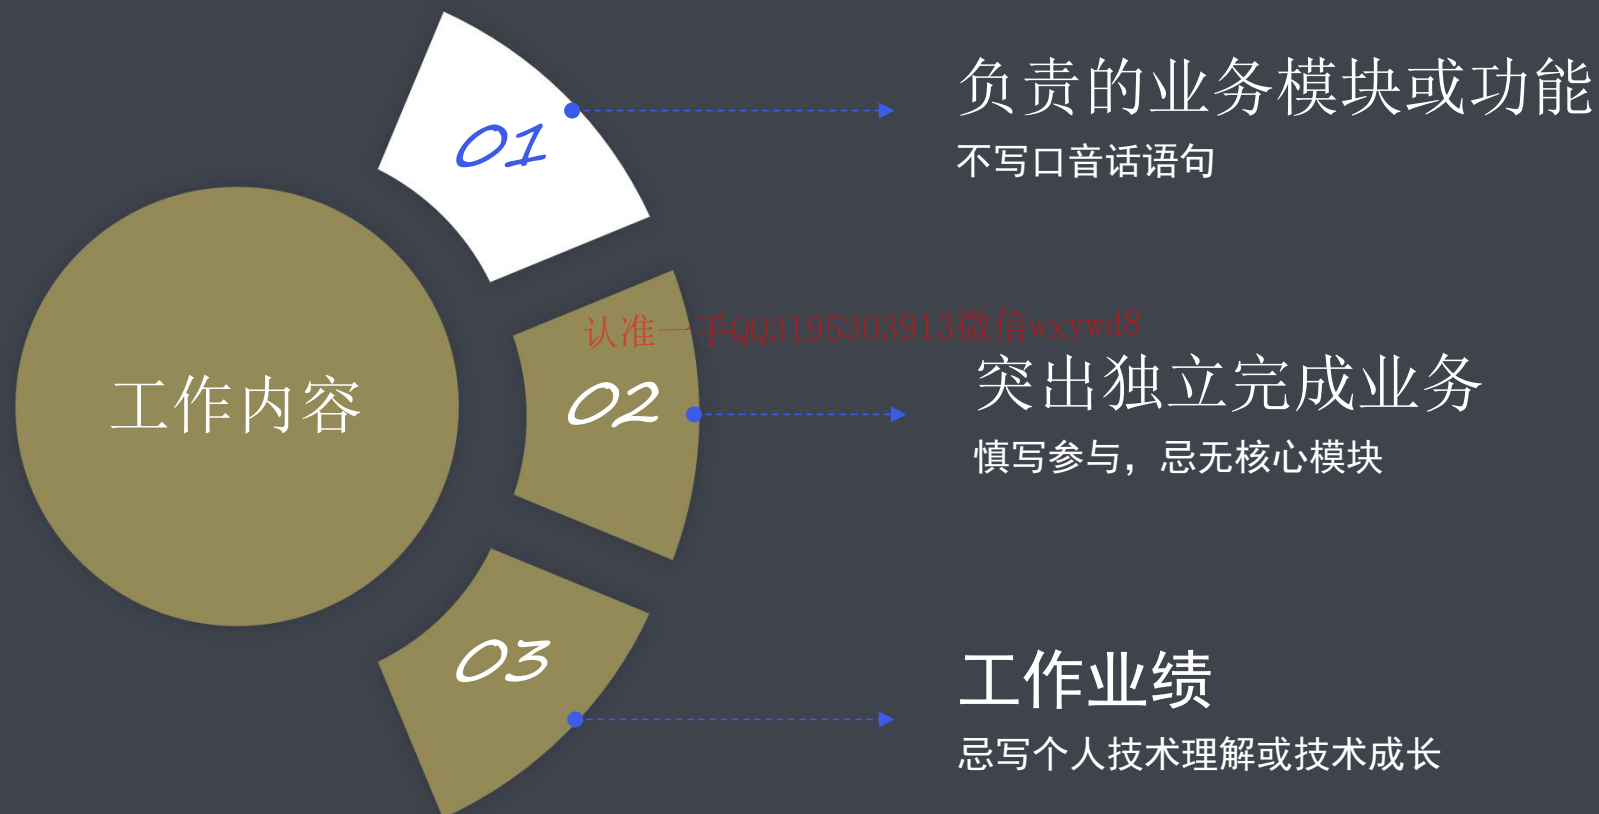 负责的业务模块或功能
01
不写口音话语句
认准一手QQ3195303913微信wxywd8
工作内容
02
突出独立完成业务
慎写参与，忌无核心模块
03
工作业绩
忌写个人技术理解或技术成长